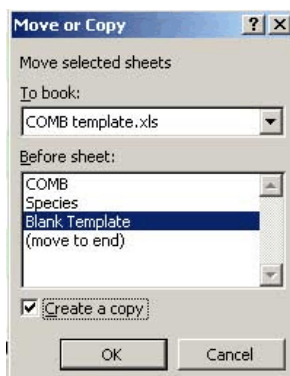 Move or Copy
Move selected sheets
To book:
COMB template.xls
Before sheet:
COMB
Species
Blank Template
(move to end)
Create a copy
OK Cancel